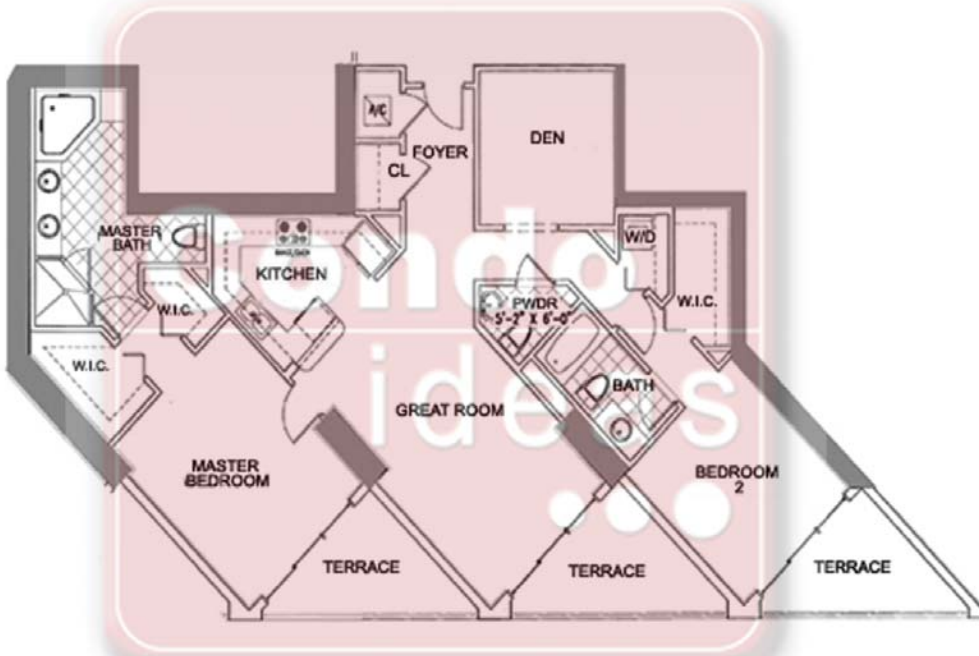 A/C
FOYER
DEN
CL
MASTER
BATH
KITCHEN
W/D
W.I.C.
W.I.C.
W.I.C.
PWDR
5'-2" X 6'-0"
BATH
GREAT ROOM
MASTER
BEDROOM
BEDROOM
2
TERRACE
TERRACE
TERRACE
Condo
ideas